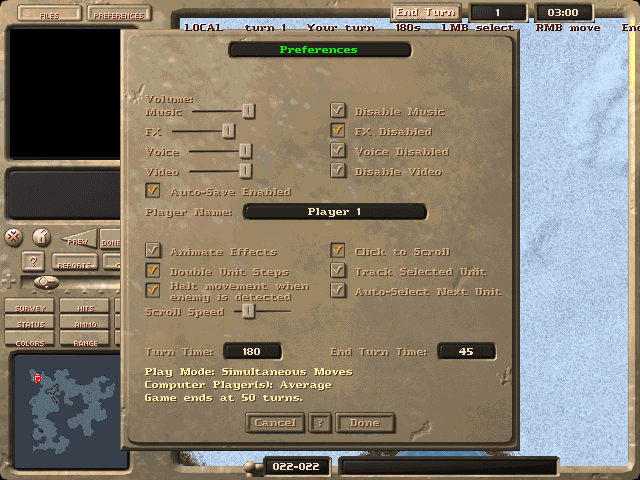 FILES PREFERENCES End Turn 1 03:00
LOCAL turn 1 Your turn 180s LMB select RMB move En
Preferences
Volume:
Music Disable Music
FX FX Disabled
Voice Voice Disabled
Video Disable Video
Auto-Save Enabled
Player Name: Player 1
PREV DONE
Animate Effects Click to Scroll
? REPORTS
Double Unit Steps Track Selected Unit
Halt movement when
enemy is detected
Auto-Select Next Unit
SURVEY HITS
Scroll Speed
STATUS AMMO
COLORS RANGE
Turn Time: 180 End Turn Time: 45
Play Mode: Simultaneous Moves
Computer Player(s): Average
Game ends at 50 turns.
Cancel ? Done
022-022